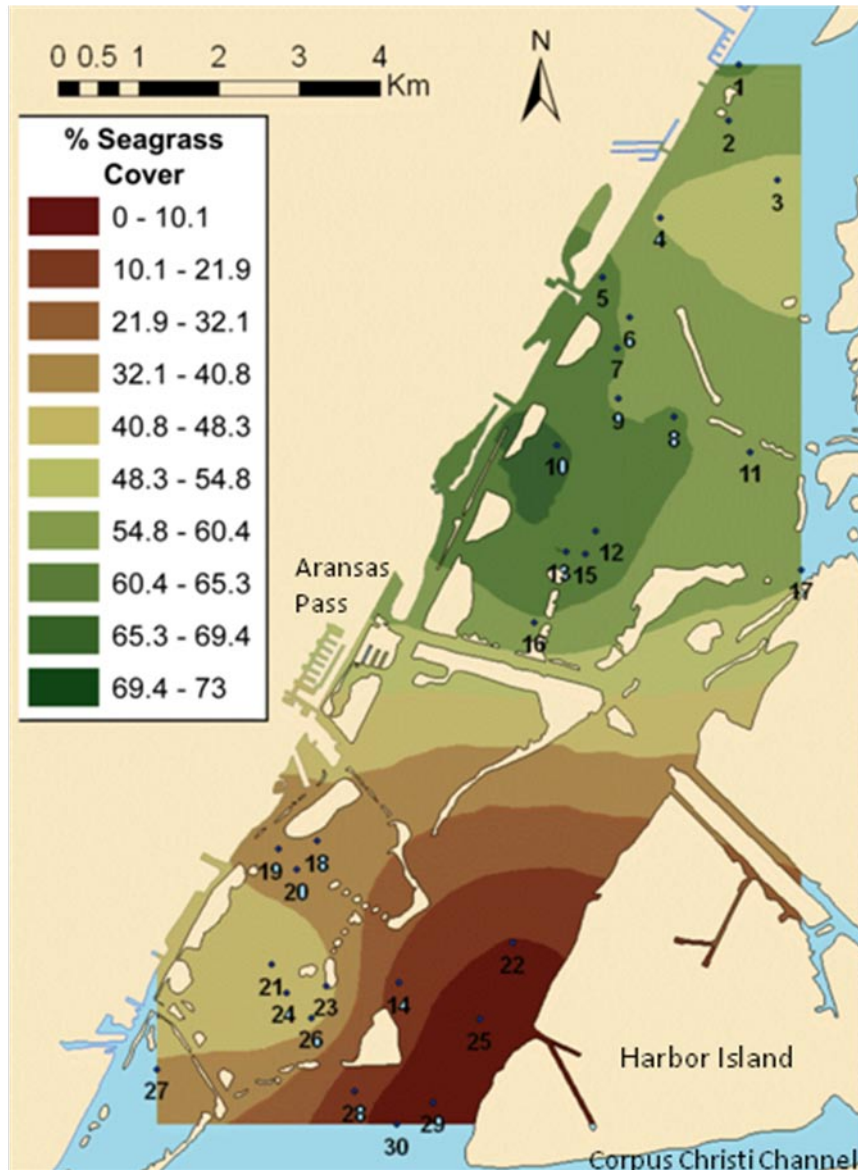 0 0.5 1 2 3 4
Km
N
% Seagrass
Cover
0 - 10.1
10.1 - 21.9
21.9 - 32.1
32.1 - 40.8
40.8 - 48.3
48.3 - 54.8
54.8 - 60.4
60.4 - 65.3
65.3 - 69.4
69.4 - 73
1
2
3
4
5
6
7
9
8
10
11
12
13 15
Aransas
Pass
17
16
18
19
20
22
21
23
14
24
26
25
Harbor Island
27
28
29
30
Corpus Christi Channel